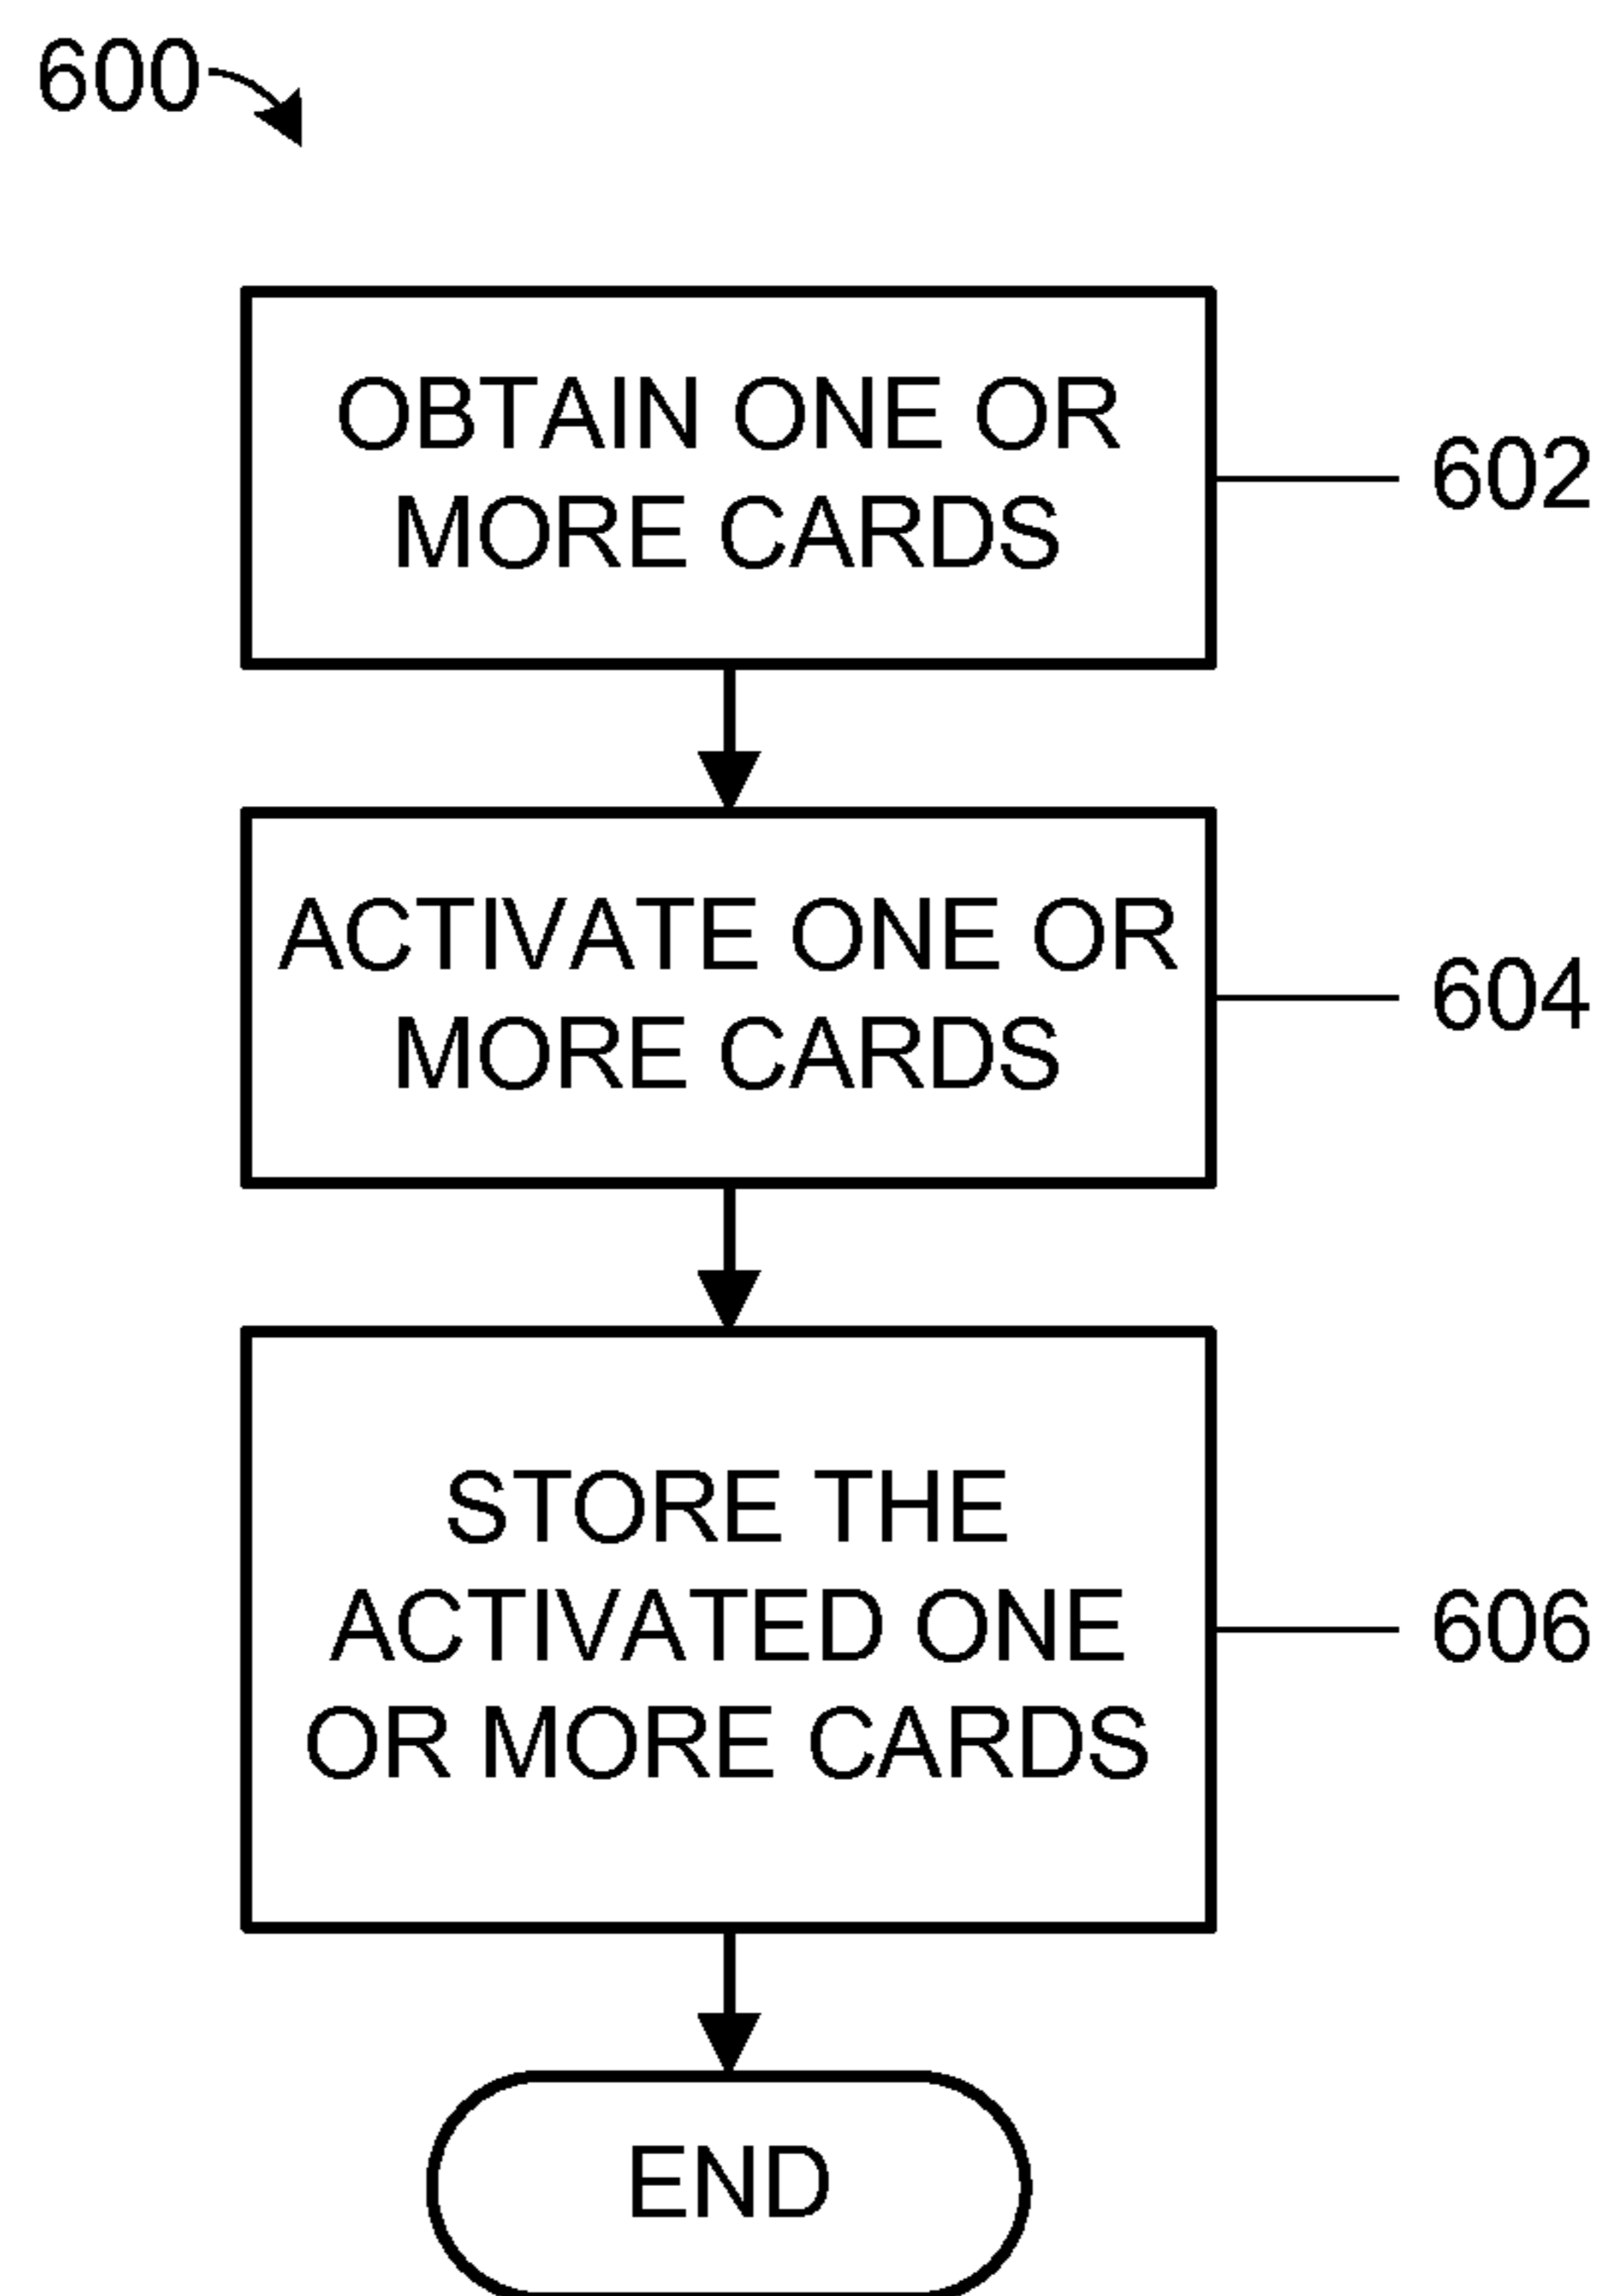 600
OBTAIN ONE OR
MORE CARDS
602
ACTIVATE ONE OR
MORE CARDS
604
STORE THE
ACTIVATED ONE
OR MORE CARDS
606
END